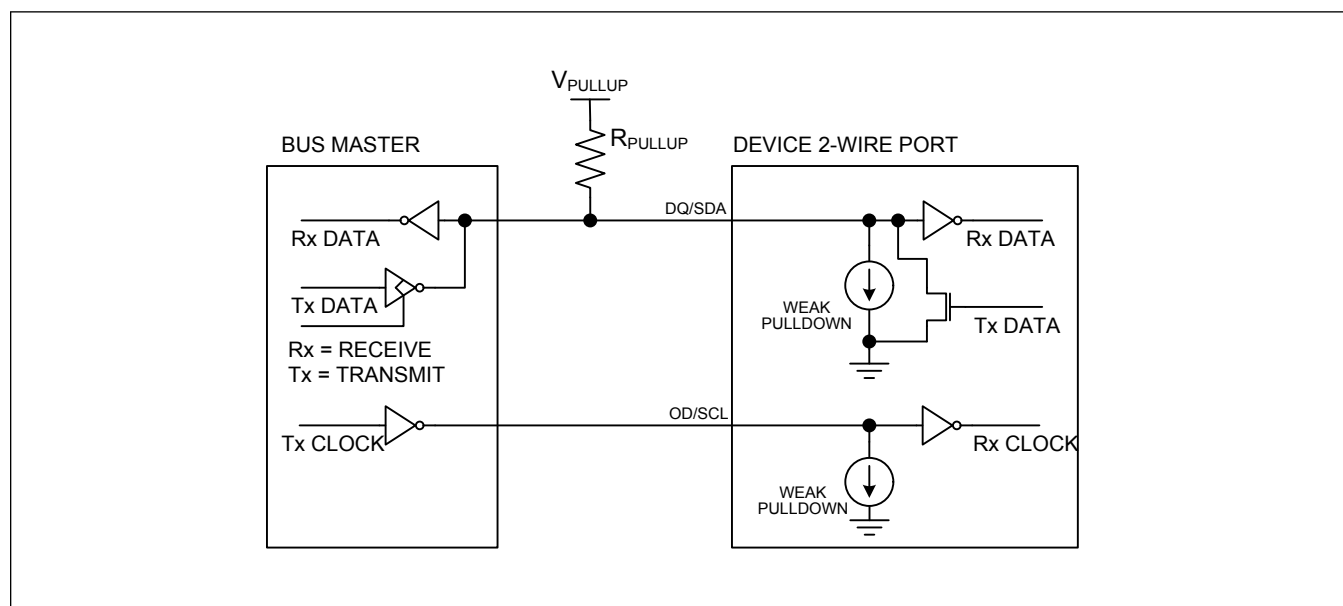 VPULLUP
RPULLUP
BUS MASTER
DEVICE 2-WIRE PORT
DQ/SDA
Rx DATA
Rx DATA
Tx DATA
WEAK
PULLDOWN
Tx DATA
Rx = RECEIVE
Tx = TRANSMIT
OD/SCL
Tx CLOCK
Rx CLOCK
WEAK
PULLDOWN